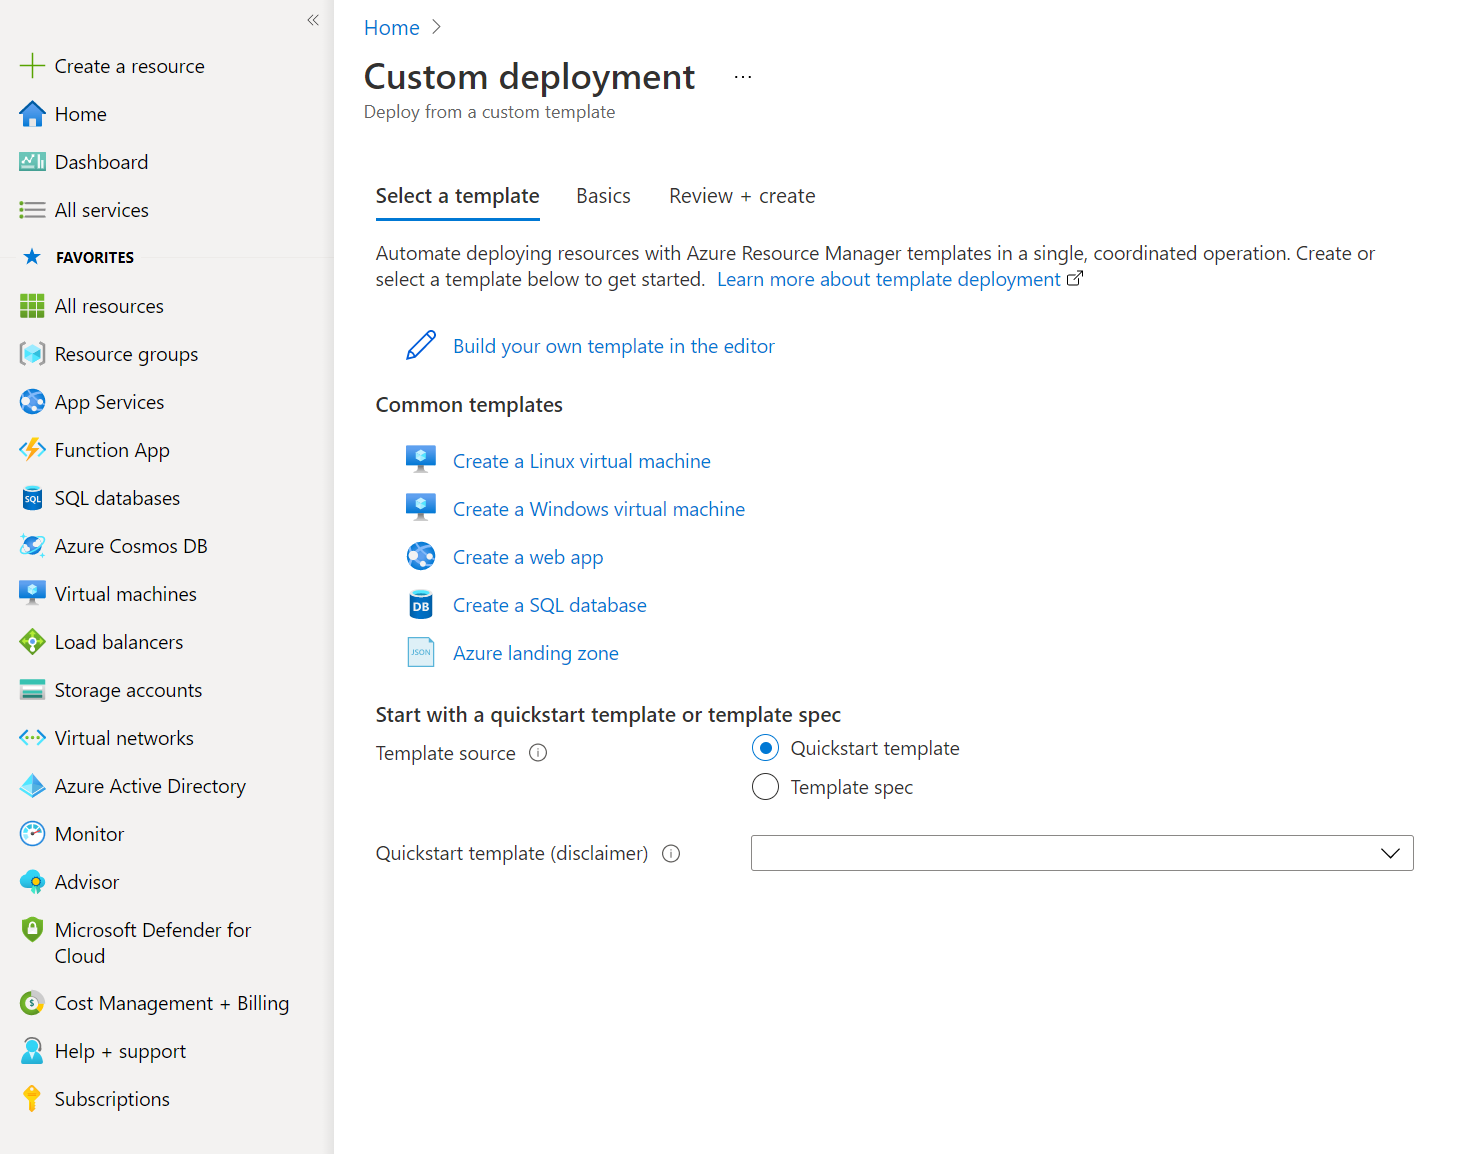 «
Create a resource
Home
Dashboard
All services
FAVORITES
All resources
Resource groups
App Services
Function App
SQL
SQL databases
Azure Cosmos DB
Virtual machines
Load balancers
Storage accounts
Virtual networks
Azure Active Directory
Monitor
Advisor
Microsoft Defender for
Cloud
$
Cost Management + Billing
Help + support
Subscriptions
Home >
Custom deployment ...
Deploy from a custom template
Select a template Basics Review + create
Automate deploying resources with Azure Resource Manager templates in a single, coordinated operation. Create or
select a template below to get started. Learn more about template deployment
Build your own template in the editor
Common templates
Create a Linux virtual machine
Create a Windows virtual machine
Create a web app
DB
Create a SQL database
JSON
Azure landing zone
Start with a quickstart template or template spec
Template source i
Quickstart template
Template spec
Quickstart template (disclaimer) i